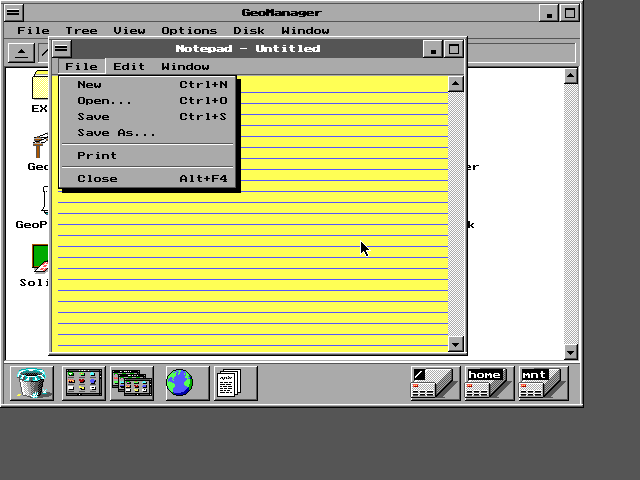 GeoManager
File Tree View Options Disk Window
Notepad - Untitled
File Edit Window
New Ctrl+N
Open... Ctrl+O
Save Ctrl+S
Save As...
Print
Close Alt+F4
EX
Geo
er
GeoP
k
Soli
/
home
mnt